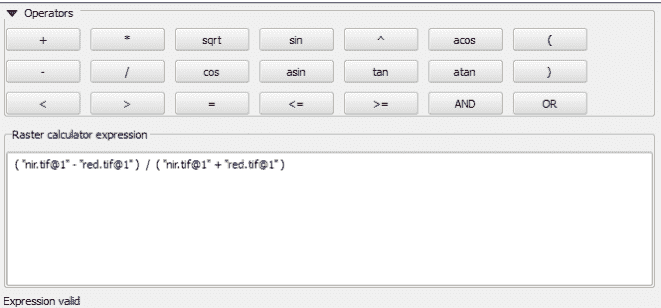 Operators
+ * sqrt sin ^ acos (
- / cos asin tan atan )
< > = <= >= AND OR
Raster calculator expression
( "nir.tif@1" - "red.tif@1" ) / ( "nir.tif@1" + "red.tif@1" )
Expression valid